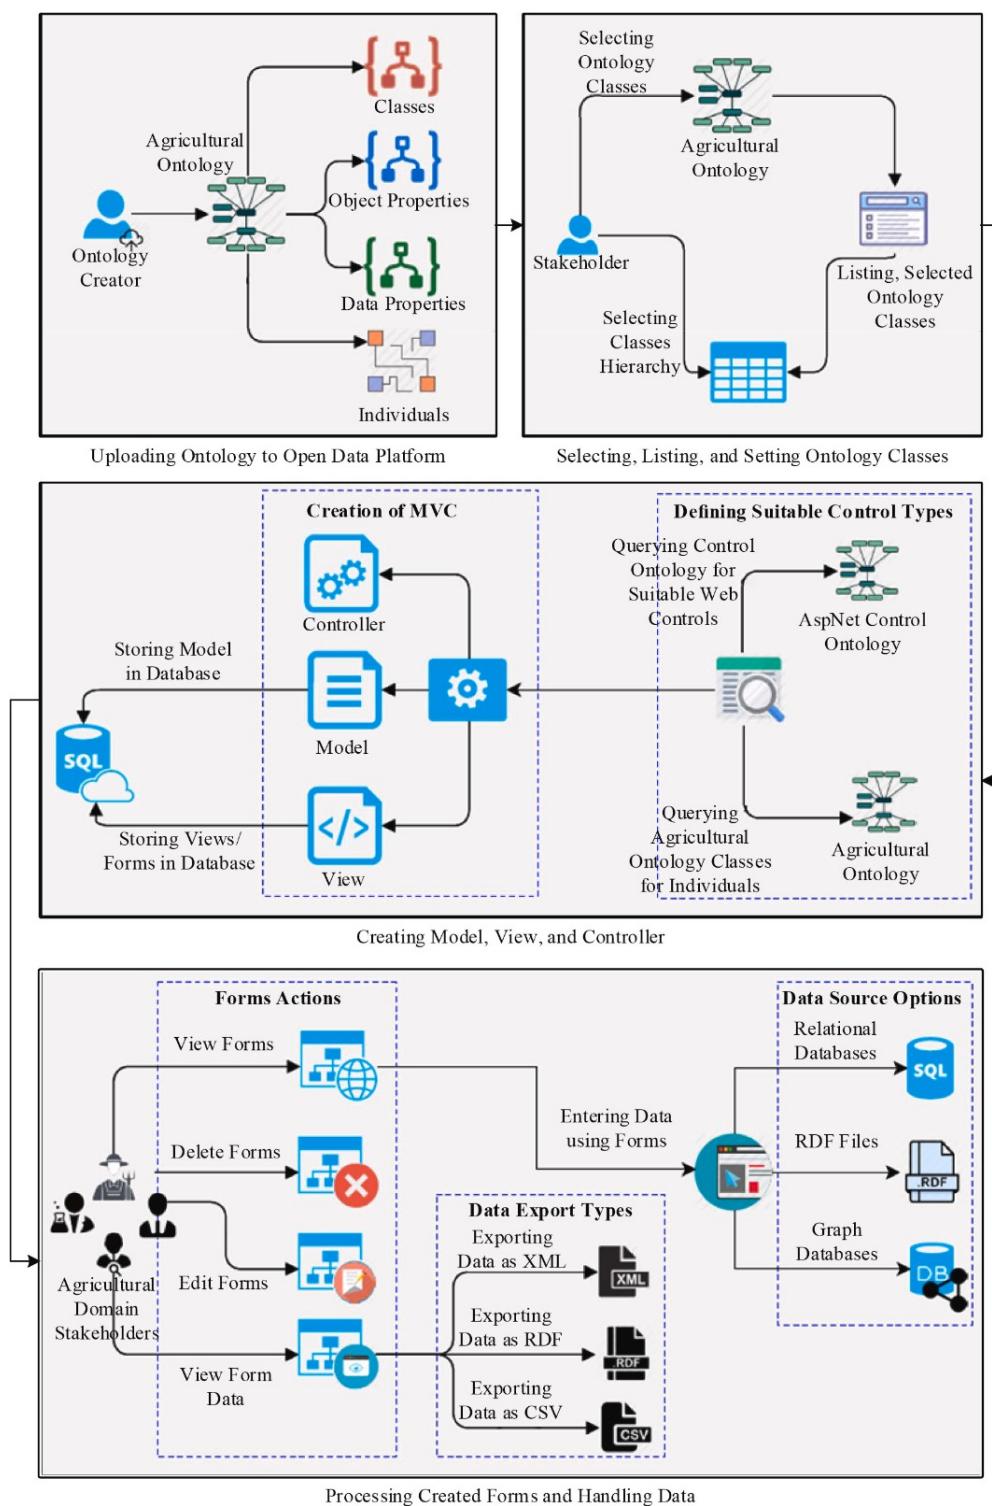 Agricultural
Ontology
Classes
Object Properties
Ontology
Creator
Data Properties
Individuals
Uploading Ontology to Open Data Platform
Selecting
Ontology
Classes
Agricultural
Ontology
Stakeholder
Listing, Selected
Ontology
Classes
Selecting
Classes
Hierarchy
Selecting, Listing, and Setting Ontology Classes
Creation of MVC
Controller
Storing Model
in Database
Model
SQL
Storing Views/
Forms in Database
</>
View
Defining Suitable Control Types
Querying Control
Ontology for
Suitable Web
Controls
AspNet Control
Ontology
Querying
Agricultural
Ontology Classes
for Individuals
Agricultural
Ontology
Creating Model, View, and Controller
Forms Actions
View Forms
Delete Forms
Edit Forms
Agricultural
Domain
Stakeholders
View Form
Data
Entering Data
using Forms
Data Export Types
Exporting
Data as XML
XML
Exporting
Data as RDF
.RDF
Exporting
Data as CSV
CSV
Data Source Options
Relational
Databases
SQL
RDF Files
.RDF
Graph
Databases
DB
Processing Created Forms and Handling Data